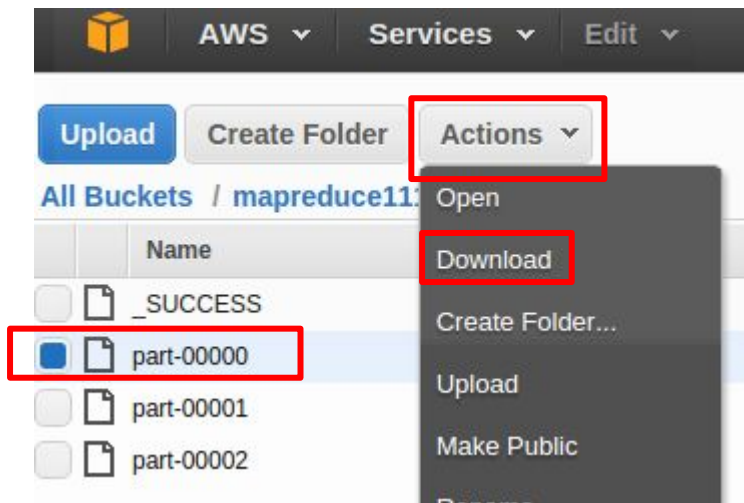 AWS Services Edit
Upload Create Folder Actions
All Buckets / mapreduce11
Open
Name
Download
_SUCCESS
Create Folder...
part-00000
Upload
part-00001
Make Public
part-00002